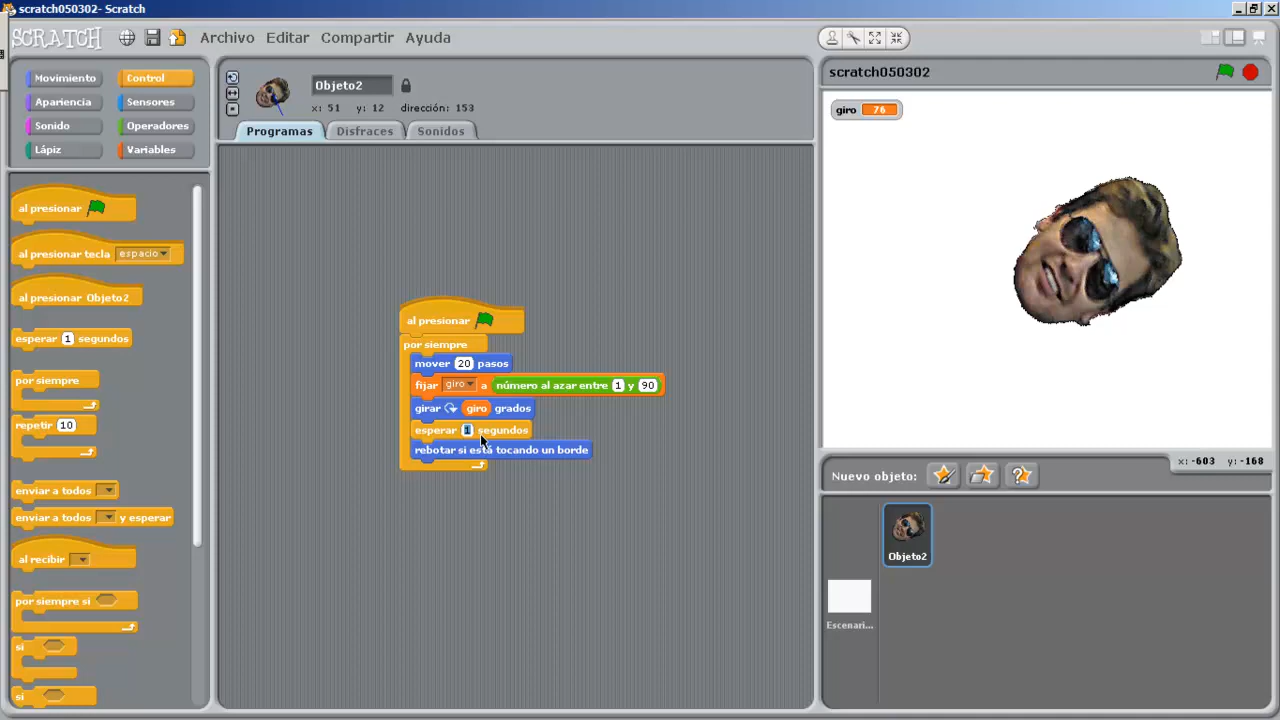 scratch050302- Scratch
SCRATCH Archivo Editar Compartir Ayuda
Movimiento Control
Apariencia Sensores
Sonido Operadores
Lápiz Variables
al presionar
al presionar tecla espacio
al presionar Objeto2
esperar 1 segundos
por siempre
repetir 10
enviar a todos
enviar a todos y esperar
al recibir
por siempre si
si
si
Objeto2
x: 51 y: 12 dirección: 153
Programas Disfraces Sonidos
al presionar
por siempre
mover 20 pasos
fijar giro a número al azar entre 1 y 90
girar giro grados
esperar 1 segundos
rebotar si está tocando un borde
scratch050302
giro 76
x: -603 y: -168
Nuevo objeto:
Objeto2
Escenari...